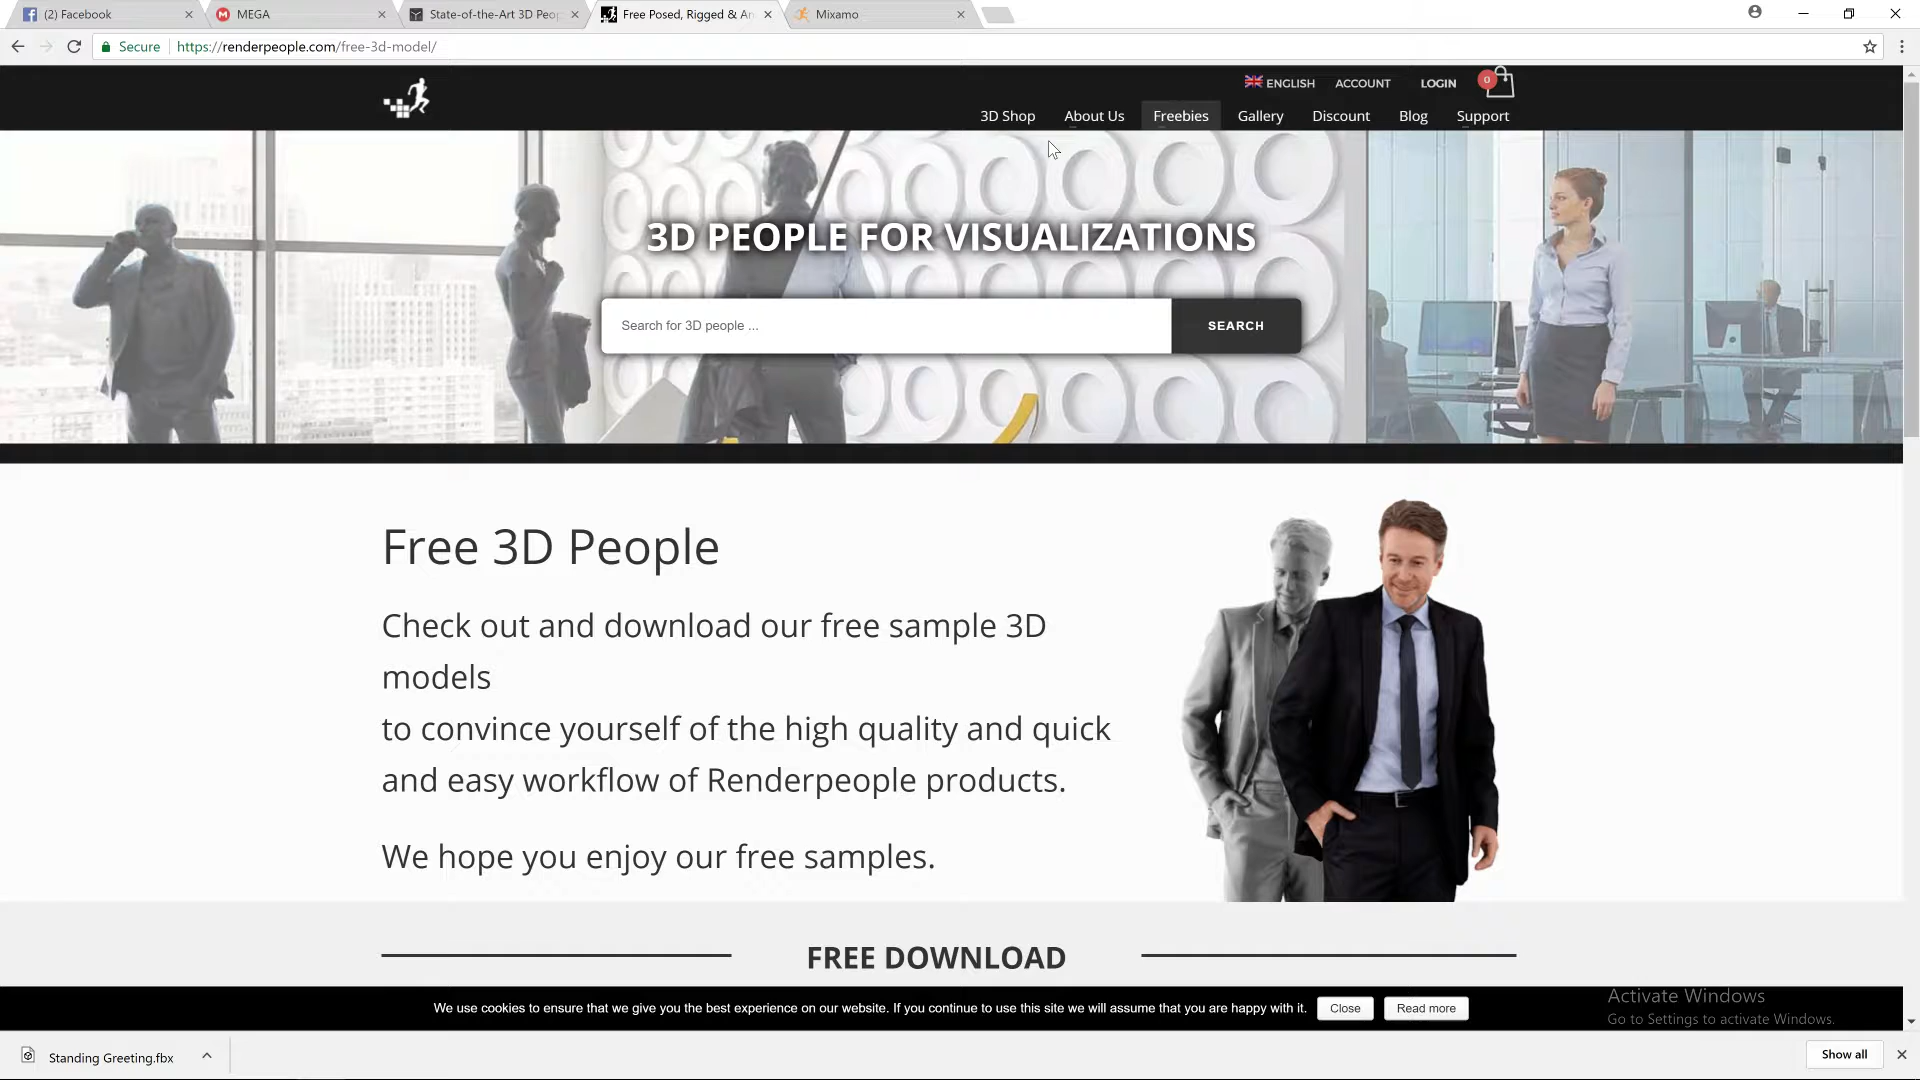 (2) Facebook
MEGA
State-of-the-Art 3D Peop
Free Posed, Rigged & An
Mixamo
Secure
https://renderpeople.com/free-3d-model/
ENGLISH
ACCOUNT
LOGIN
0
3D Shop
About Us
Freebies
Gallery
Discount
Blog
Support
3D PEOPLE FOR VISUALIZATIONS
Search for 3D people ...
SEARCH
Free 3D People
Check out and download our free sample 3D
models
to convince yourself of the high quality and quick
and easy workflow of Renderpeople products.
We hope you enjoy our free samples.
FREE DOWNLOAD
We use cookies to ensure that we give you the best experience on our website. If you continue to use this site we will assume that you are happy with it.
Close
Read more
Activate Windows
Go to Settings to activate Windows.
Standing Greeting.fbx
Show all